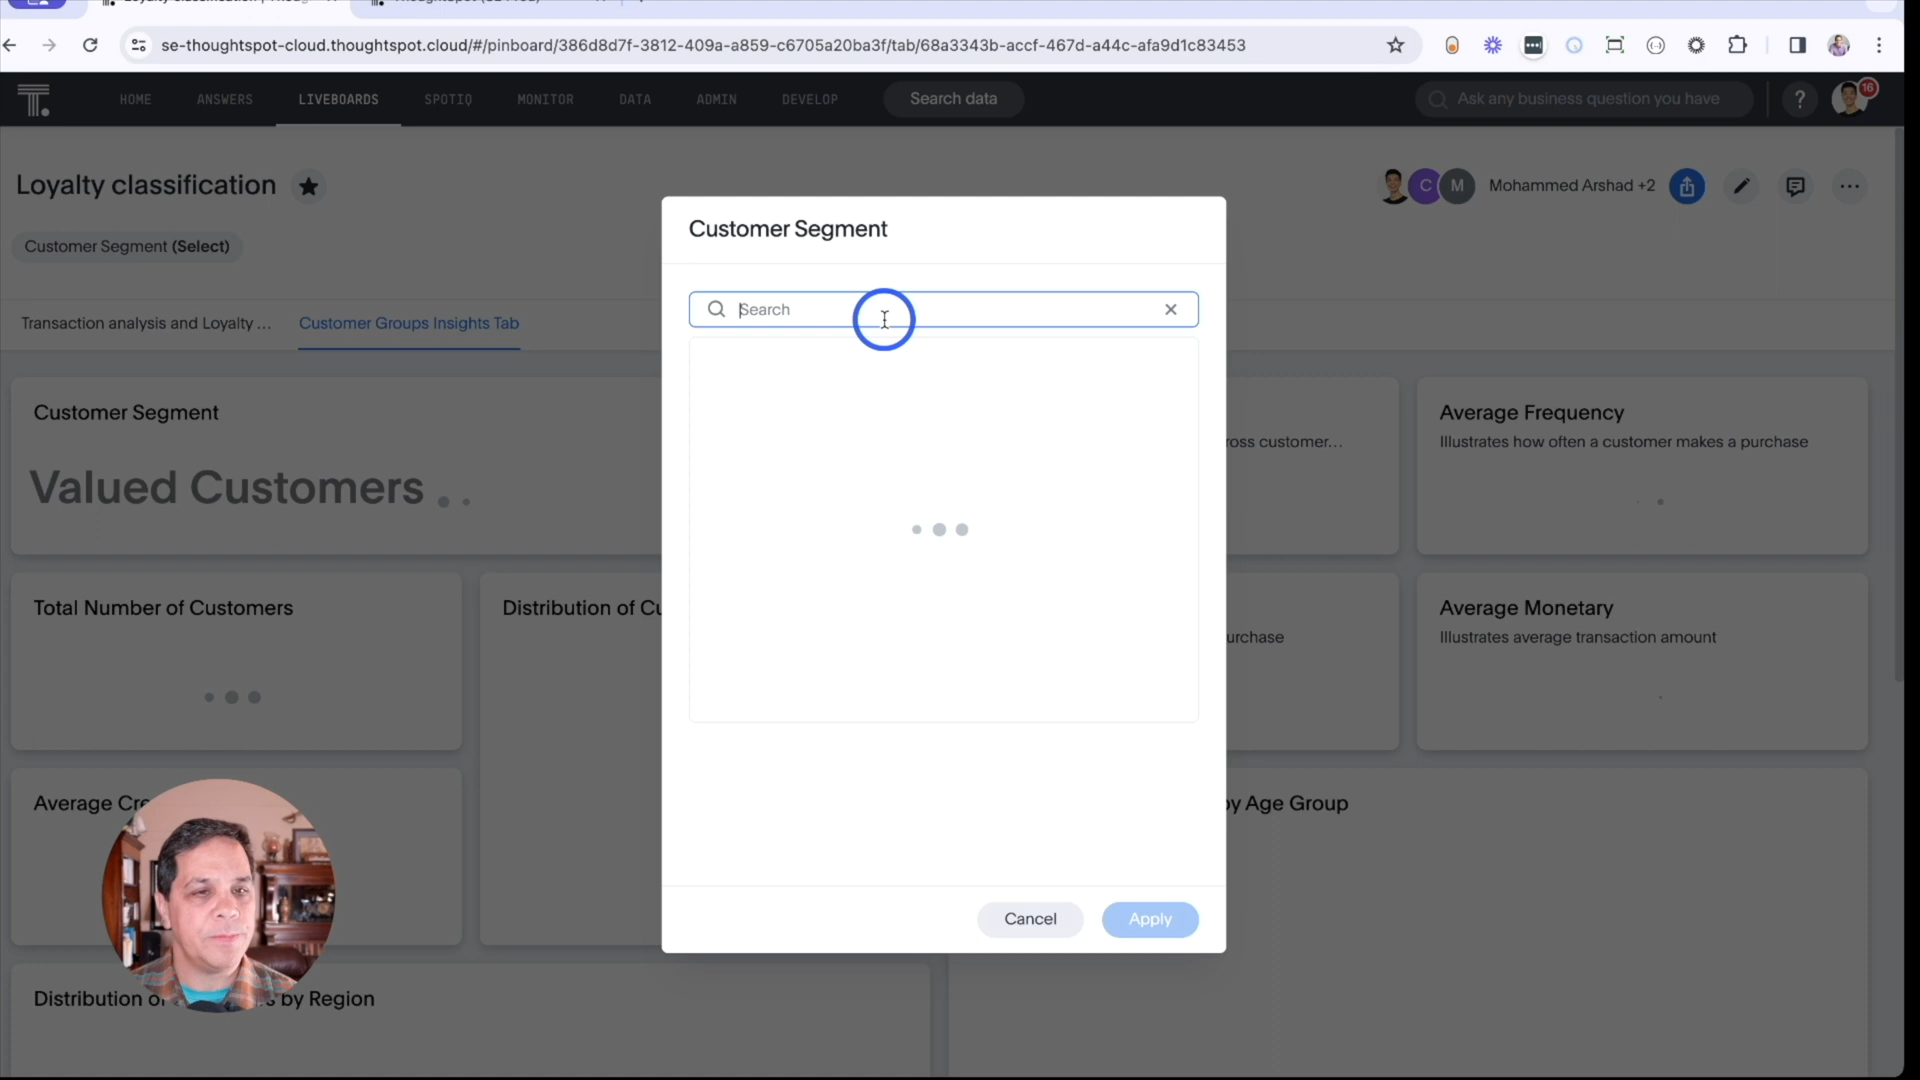 se-thoughtspot-cloud.thoughtspot.cloud/#/pinboard/386d8d7f-3812-409a-a859-c6705a20ba3f/tab/68a3343b-accf-467d-a44c-afa9d1c83453
T. HOME ANSWERS LIVEBOARDS SPOTIQ MONITOR DATA ADMIN DEVELOP Search data Ask any business question you have ? 16
Loyalty classification
C M Mohammed Arshad +2
Customer Segment (Select)
Transaction analysis and Loyalty ... Customer Groups Insights Tab
Customer Segment
Search
Cancel Apply
Customer Segment
Valued Customers
ross customer...
Average Frequency
Illustrates how often a customer makes a purchase
Total Number of Customers
Distribution of Cu
urchase
Average Monetary
Illustrates average transaction amount
Average Cre
by Age Group
Distribution of s by Region